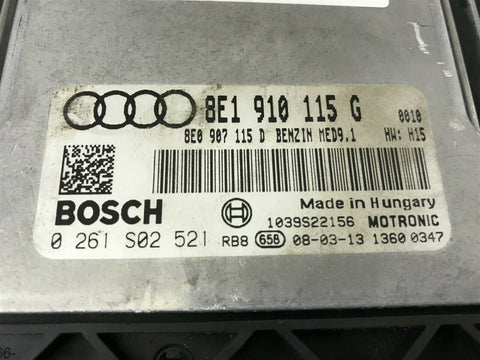 8E1 910 115 G 0010
8E0 907 115 D BENZIN MED9.1 HW: H15
Made in Hungary
BOSCH
1039S22156 MOTRONIC
0 261 S02 521 RB8 65B 08-03-13 1360 0347